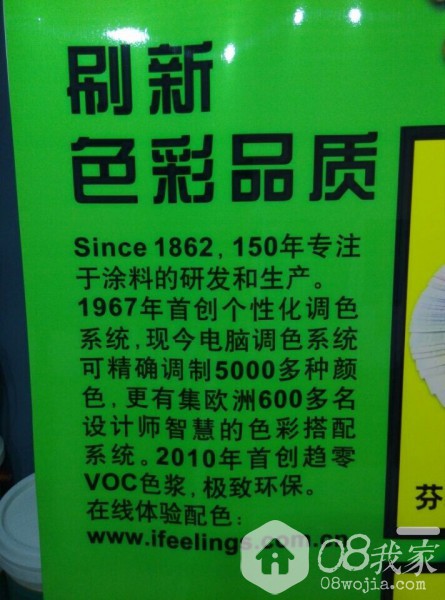 刷新
色彩品质
Since 1862, 150年专注
于涂料的研发和生产。
1967年首创个性化调色
系统,现今电脑调色系统
可精确调制5000多种颜
色,更有集欧洲600多名
设计师智慧的色彩搭配
系统。2010年首创趋零
VOC色浆,极致环保。
在线体验配色:
www.ifeelings.com.cn
芬
08我家
08wojia.com